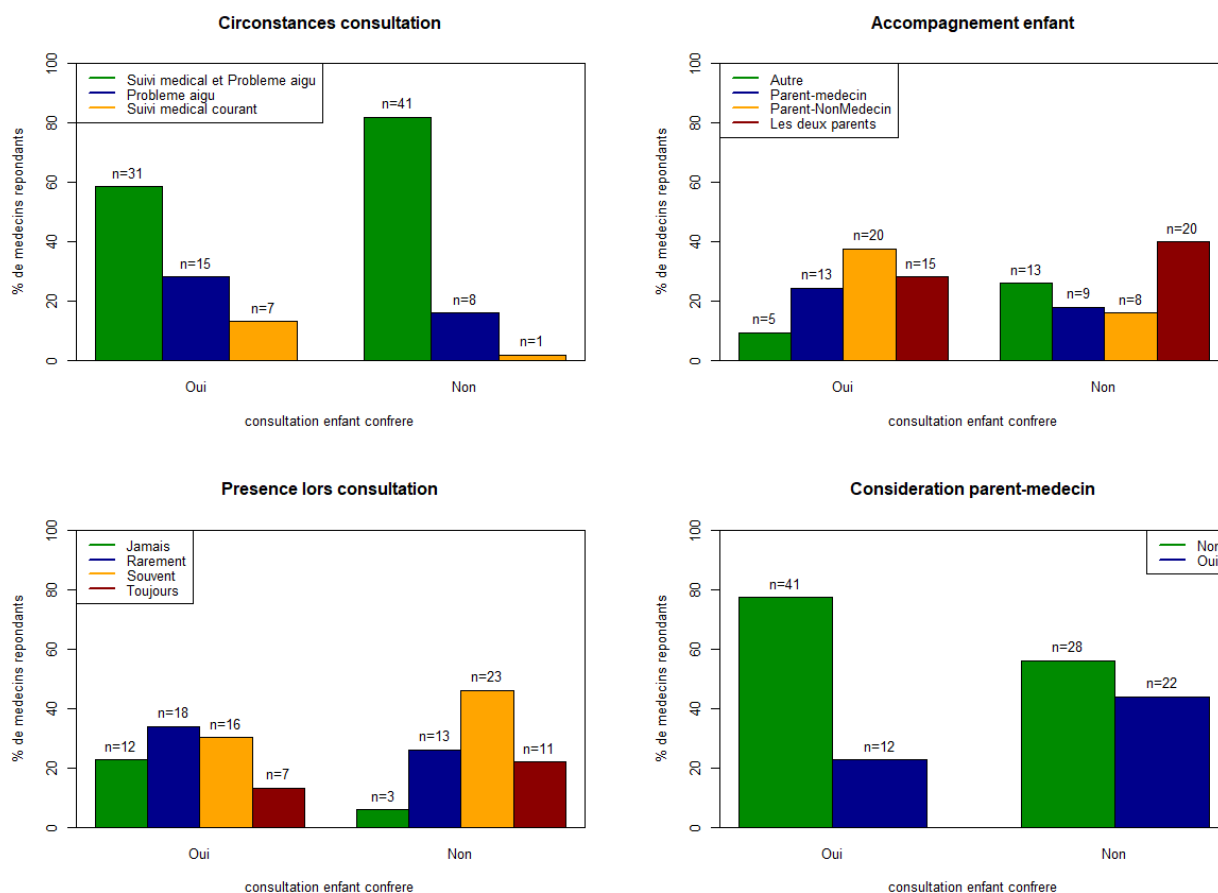 Circonstances consultation
% de medecins repondants
100
80
60
40
20
0
Suivi medical et Probleme aigu
Probleme aigu
Suivi medical courant
n=31
n=15
n=7
n=41
n=8
n=1
Oui
Non
consultation enfant confrere
Accompagnement enfant
% de medecins repondants
100
80
60
40
20
0
Autre
Parent-medecin
Parent-NonMedecin
Les deux parents
n=5
n=13
n=20
n=15
n=13
n=9
n=8
n=20
Oui
Non
consultation enfant confrere
Presence lors consultation
% de medecins repondants
100
80
60
40
20
0
Jamais
Rarement
Souvent
Toujours
n=12
n=18
n=16
n=7
n=3
n=13
n=23
n=11
Oui
Non
consultation enfant confrere
Consideration parent-medecin
% de medecins repondants
100
80
60
40
20
0
Non
Oui
n=41
n=12
n=28
n=22
Oui
Non
consultation enfant confrere